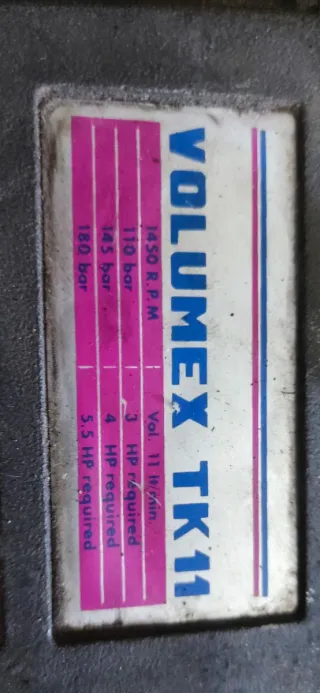 VOLUMEX TK11
1450 R.P.M Vol. 11 lt/min.
110 bar 3 HP required
145 bar 4 HP required
180 bar 5.5 HP required